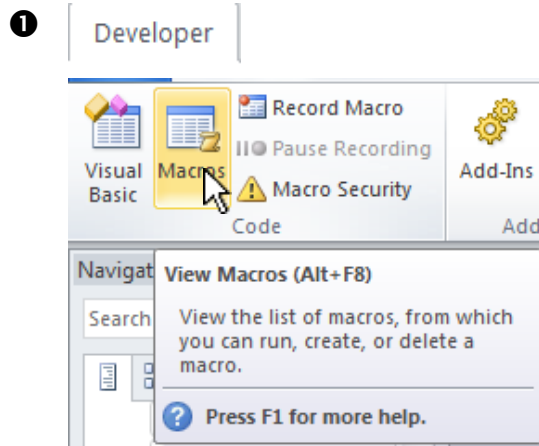 ❶
Developer
Record Macro
Pause Recording
Visual Basic
Macros
Macro Security
Add-Ins
Code
Add
Navigat
View Macros (Alt+F8)
Search
View the list of macros, from which
you can run, create, or delete a
macro.
Press F1 for more help.